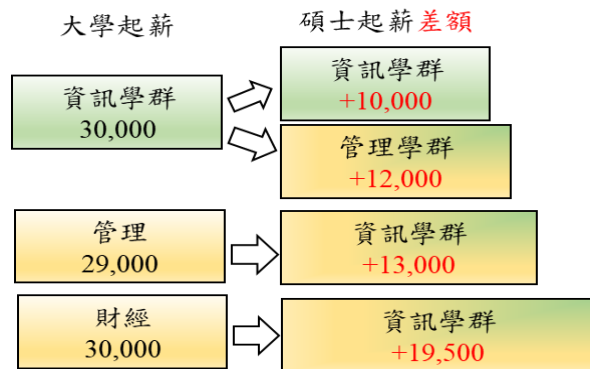 大學起薪
碩士起薪差額
資訊學群
30,000
資訊學群
+10,000
管理學群
+12,000
管理
29,000
資訊學群
+13,000
財經
30,000
資訊學群
+19,500